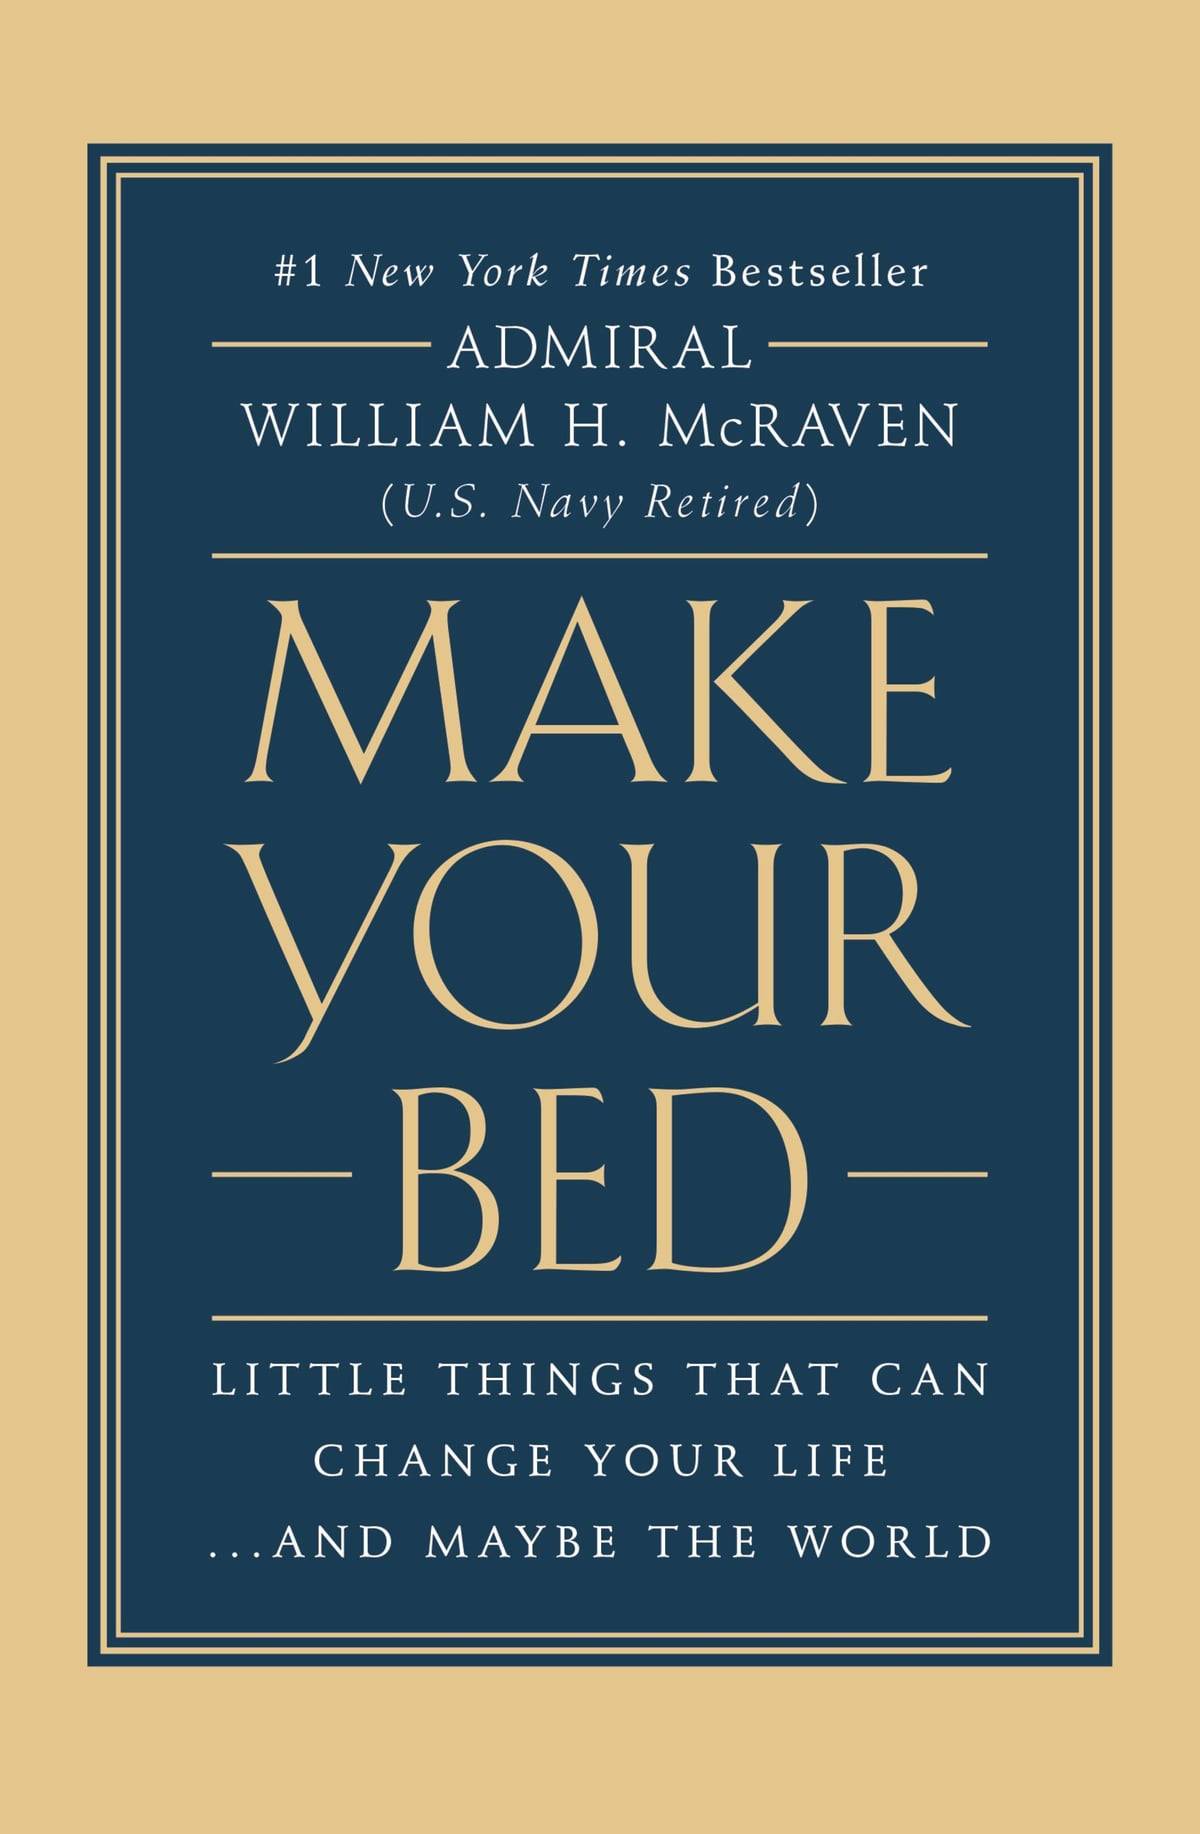 #1 New York Times Bestseller
ADMIRAL
WILLIAM H. McRAVEN
(U.S. Navy Retired)
MAKE
YOUR
BED
LITTLE THINGS THAT CAN
CHANGE YOUR LIFE
...AND MAYBE THE WORLD